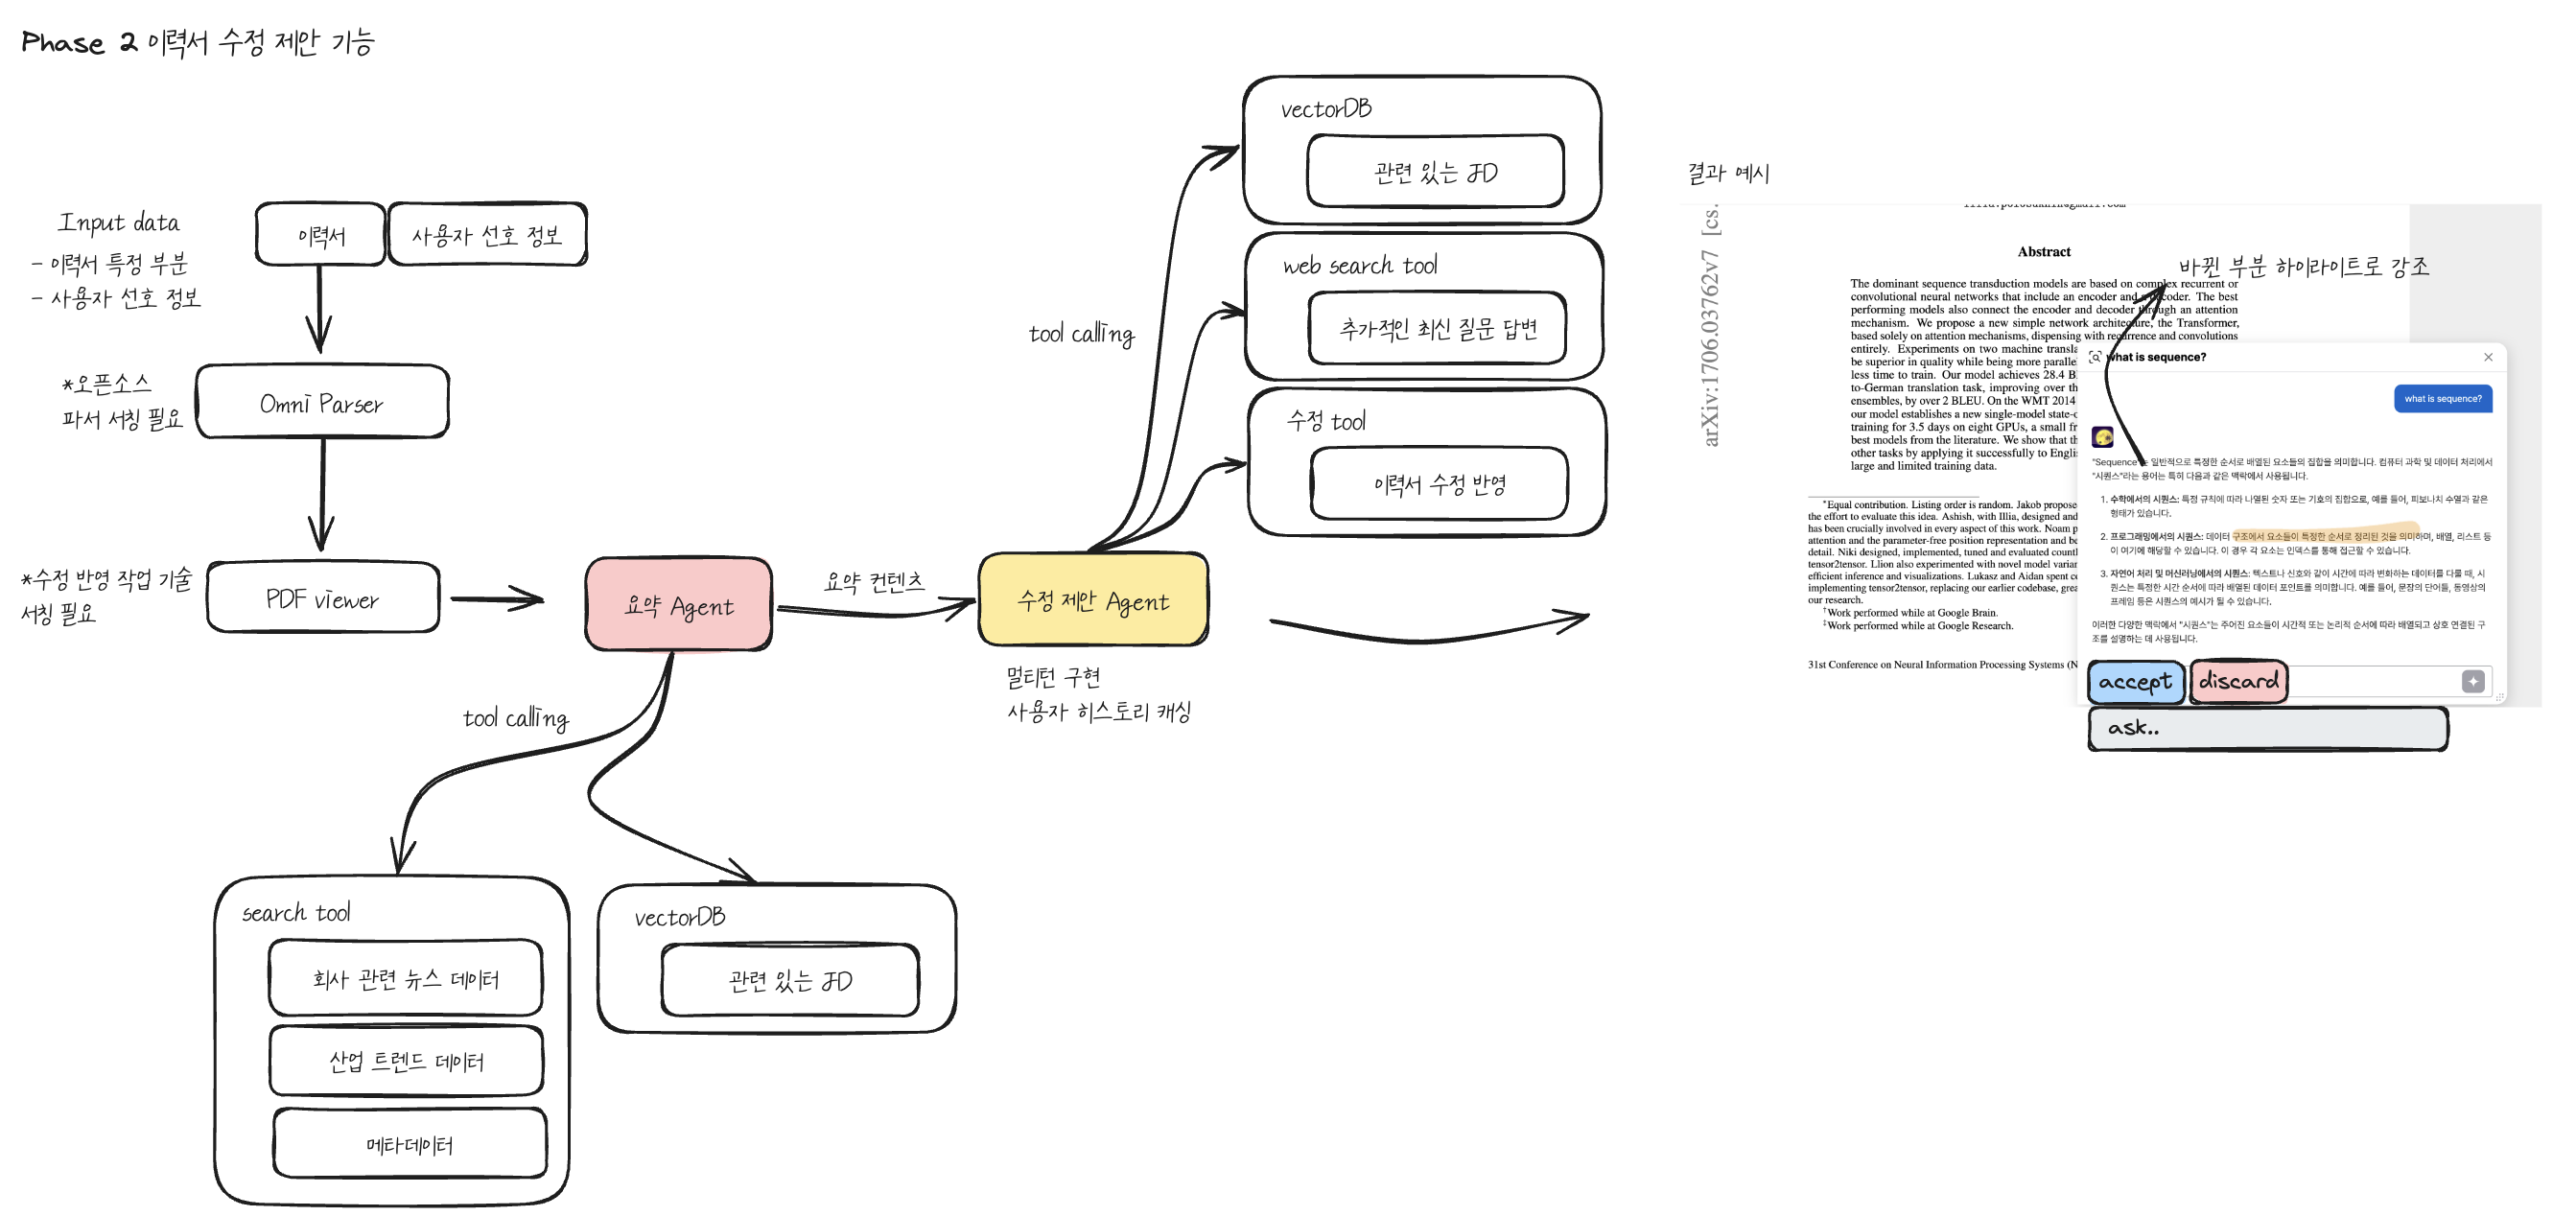 Phase 2 이력서 수정 제안 기능
Input data
- 이력서 특정 부분
- 사용자 선호 정보
이력서
사용자 선호 정보
*오픈소스
파서 서칭 필요
Omni Parser
*수정 반영 작업 기술
서칭 필요
PDF viewer
요약 Agent
요약 컨텐츠
수정 제안 Agent
멀티턴 구현
사용자 히스토리 캐싱
tool calling
search tool
회사 관련 뉴스 데이터
산업 트렌드 데이터
메타데이터
vectorDB
관련 있는 JD
tool calling
vectorDB
관련 있는 JD
web search tool
추가적인 최신 질문 답변
수정 tool
이력서 수정 반영
결과 예시
arXiv:1706.03762v7 [cs.
Abstract
바뀐 부분 하이라이트로 강조
The dominant sequence transduction models are based on complex recurrent or
convolutional neural networks that include an encoder and a decoder. The best
performing models also connect the encoder and decoder through an attention
mechanism. We propose a new simple network architecture, the Transformer,
based solely on attention mechanisms, dispensing with recurrence and convolutions
entirely. Experiments on two machine transla
be superior in quality while being more paralle
less time to train. Our model achieves 28.4 B
to-German translation task, improving over th
ensembles, by over 2 BLEU. On the WMT 2014
our model establishes a new single-model state-o
training for 3.5 days on eight GPUs, a small fr
best models from the literature. We show that th
other tasks by applying it successfully to Engli
large and limited training data.
*Equal contribution. Listing order is random. Jakob propose
the effort to evaluate this idea. Ashish, with Illia, designed and
has been crucially involved in every aspect of this work. Noam p
attention and the parameter-free position representation and be
detail. Niki designed, implemented, tuned and evaluated countl
tensor2tensor. Llion also experimented with novel model varian
efficient inference and visualizations. Lukasz and Aidan spent co
implementing tensor2tensor, replacing our earlier codebase, grea
our research.
†Work performed while at Google Brain.
‡Work performed while at Google Research.
31st Conference on Neural Information Processing Systems (N
what is sequence?
what is sequence?
"Sequence"는 일반적으로 특정한 순서로 배열된 요소들의 집합을 의미합니다. 컴퓨터 과학 및 데이터 처리에서
"시퀀스"라는 용어는 특히 다음과 같은 맥락에서 사용됩니다.
1. 수학에서의 시퀀스: 특정 규칙에 따라 나열된 숫자 또는 기호의 집합으로, 예를 들어, 피보나치 수열과 같은
형태가 있습니다.
2. 프로그래밍에서의 시퀀스: 데이터 구조에서 요소들이 특정한 순서로 정리된 것을 의미하며, 배열, 리스트 등
이 여기에 해당할 수 있습니다. 이 경우 각 요소는 인덱스를 통해 접근할 수 있습니다.
3. 자연어 처리 및 머신러닝에서의 시퀀스: 텍스트나 신호와 같이 시간에 따라 변화하는 데이터를 다룰 때, 시
퀀스는 특정한 시간 순서에 따라 배열된 데이터 포인트를 의미합니다. 예를 들어, 문장의 단어들, 동영상의
프레임 등은 시퀀스의 예시가 될 수 있습니다.
이러한 다양한 맥락에서 "시퀀스"는 주어진 요소들이 시간적 또는 논리적 순서에 따라 배열되고 상호 연결된 구
조를 설명하는 데 사용됩니다.
accept
discard
ask..